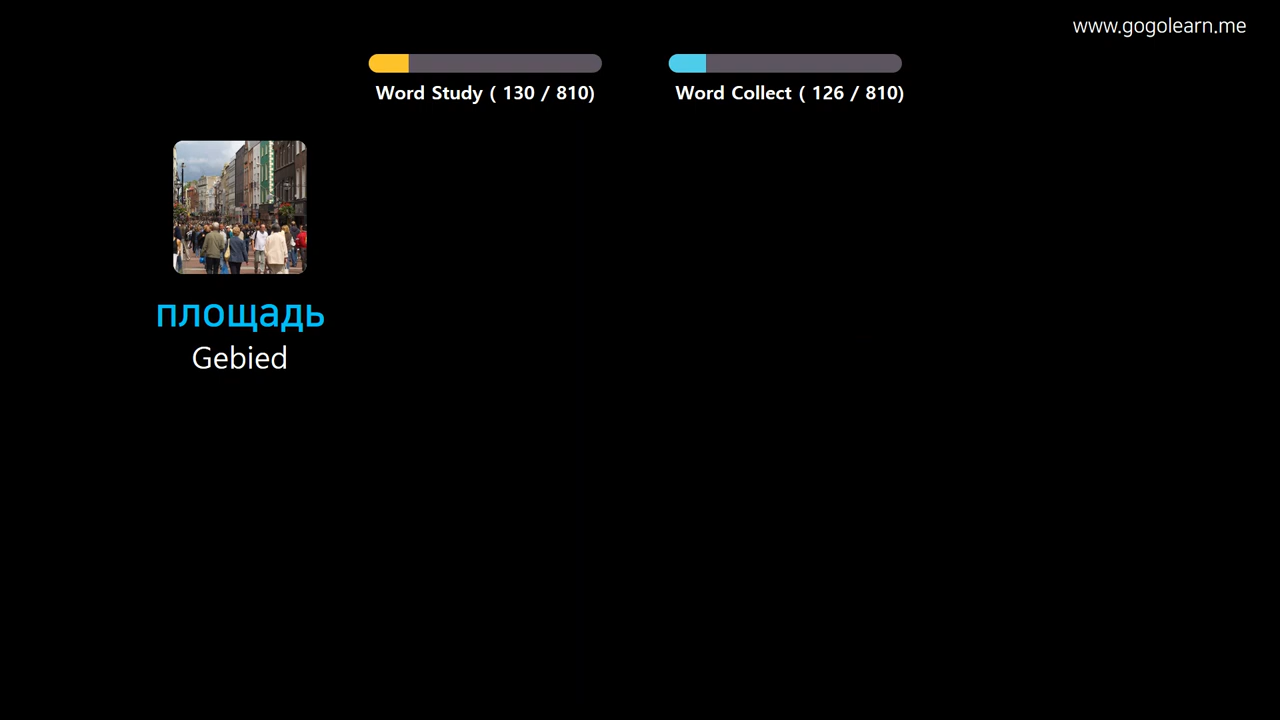 www.gogolearn.me
Word Study ( 130 / 810)
Word Collect ( 126 / 810)
площадь
Gebied